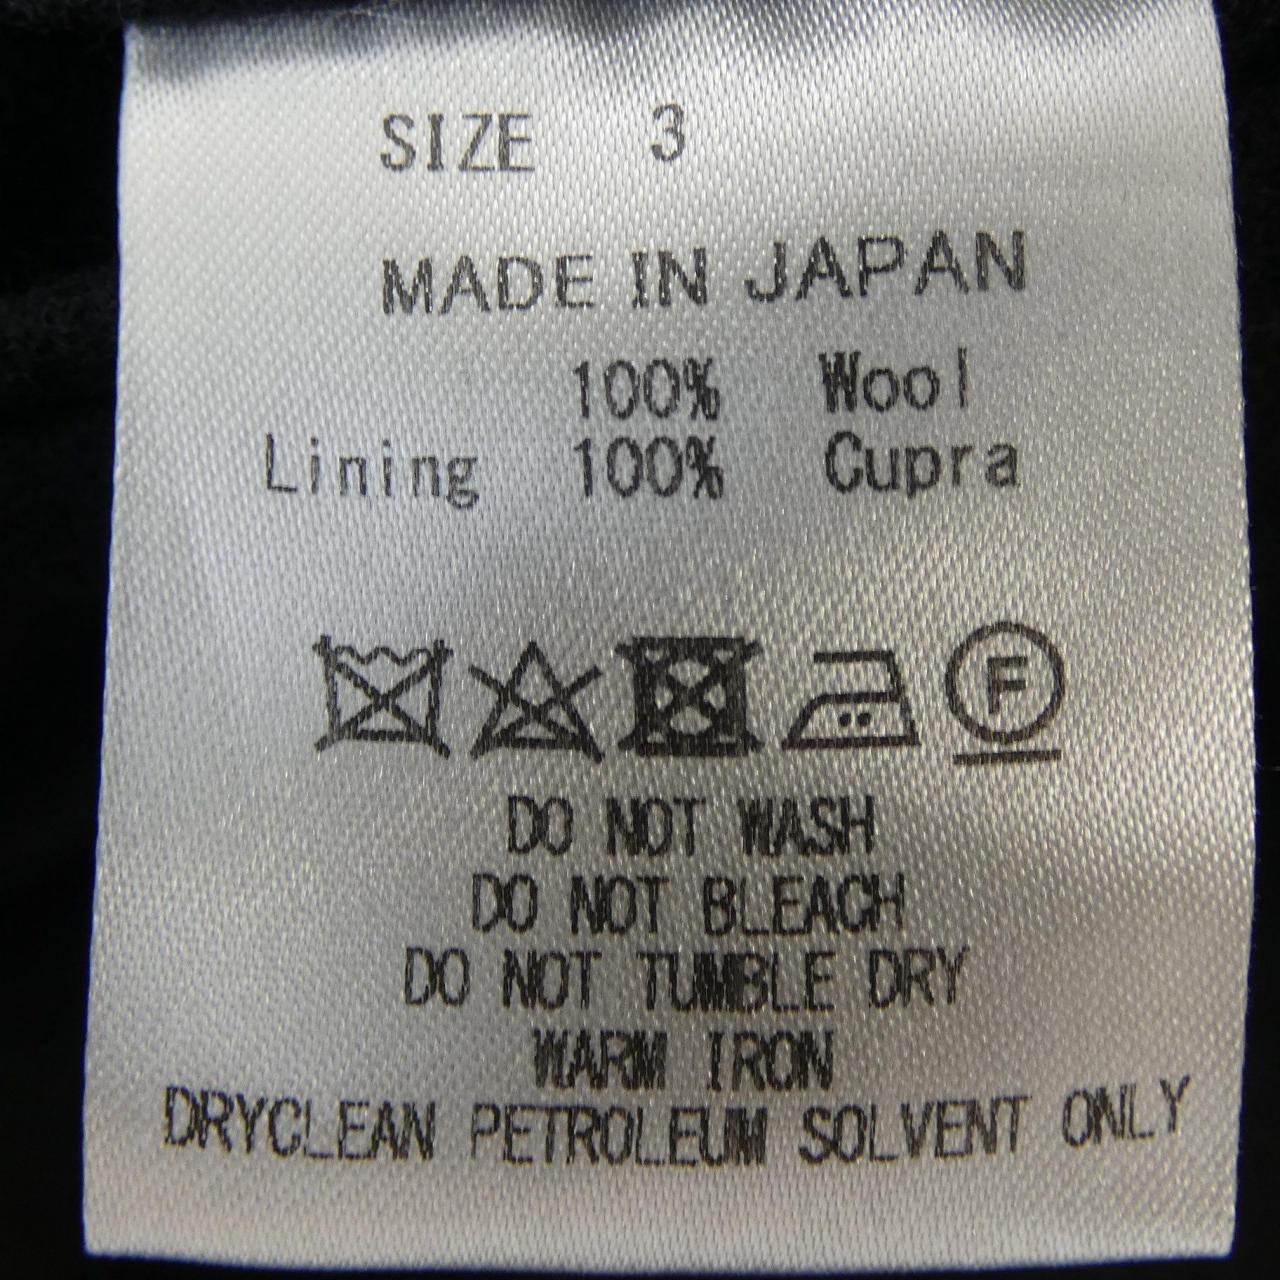 SIZE 3
MADE IN JAPAN
100% Wool
Lining 100% Cupra
F
DO NOT WASH
DO NOT BLEACH
DO NOT TUMBLE DRY
WARM IRON
DRYCLEAN PETROLEUM SOLVENT ONLY